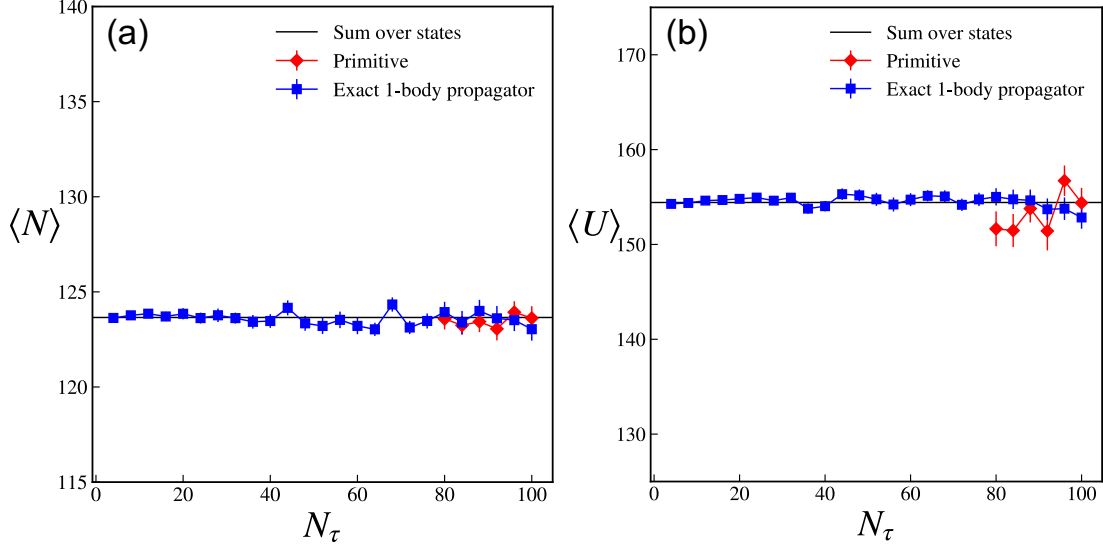 (a)
Sum over states
Primitive
Exact 1-body propagator
140
135
130
125
120
115
⟨N⟩
0 20 40 60 80 100
N_τ
(b)
Sum over states
Primitive
Exact 1-body propagator
170
160
150
140
130
⟨U⟩
0 20 40 60 80 100
N_τ